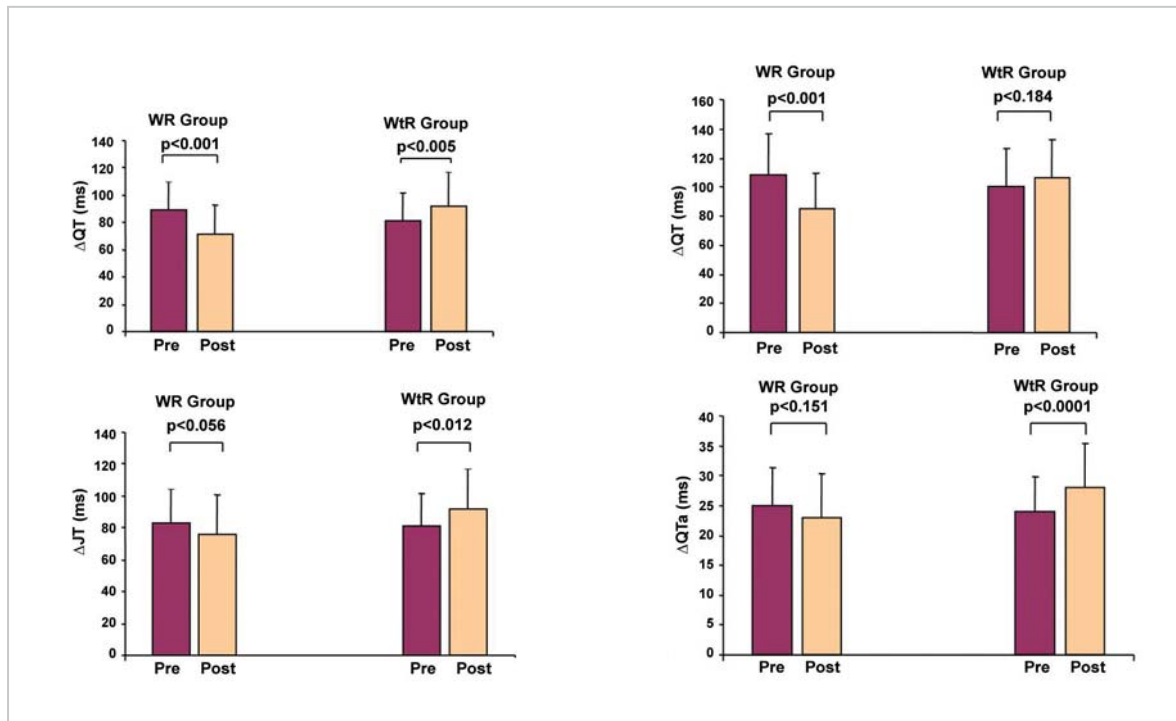 WR Group
p<0.001
WtR Group
p<0.005
140
120
100
80
60
40
20
0
ΔQT (ms)
Pre Post
Pre Post
WR Group
p<0.001
WtR Group
p<0.184
160
140
120
100
80
60
40
20
0
ΔQT (ms)
Pre Post
Pre Post
WR Group
p<0.056
WtR Group
p<0.012
140
120
100
80
60
40
20
0
ΔJT (ms)
Pre Post
Pre Post
WR Group
p<0.151
WtR Group
p<0.0001
40
35
30
25
20
15
10
5
0
ΔQTa (ms)
Pre Post
Pre Post